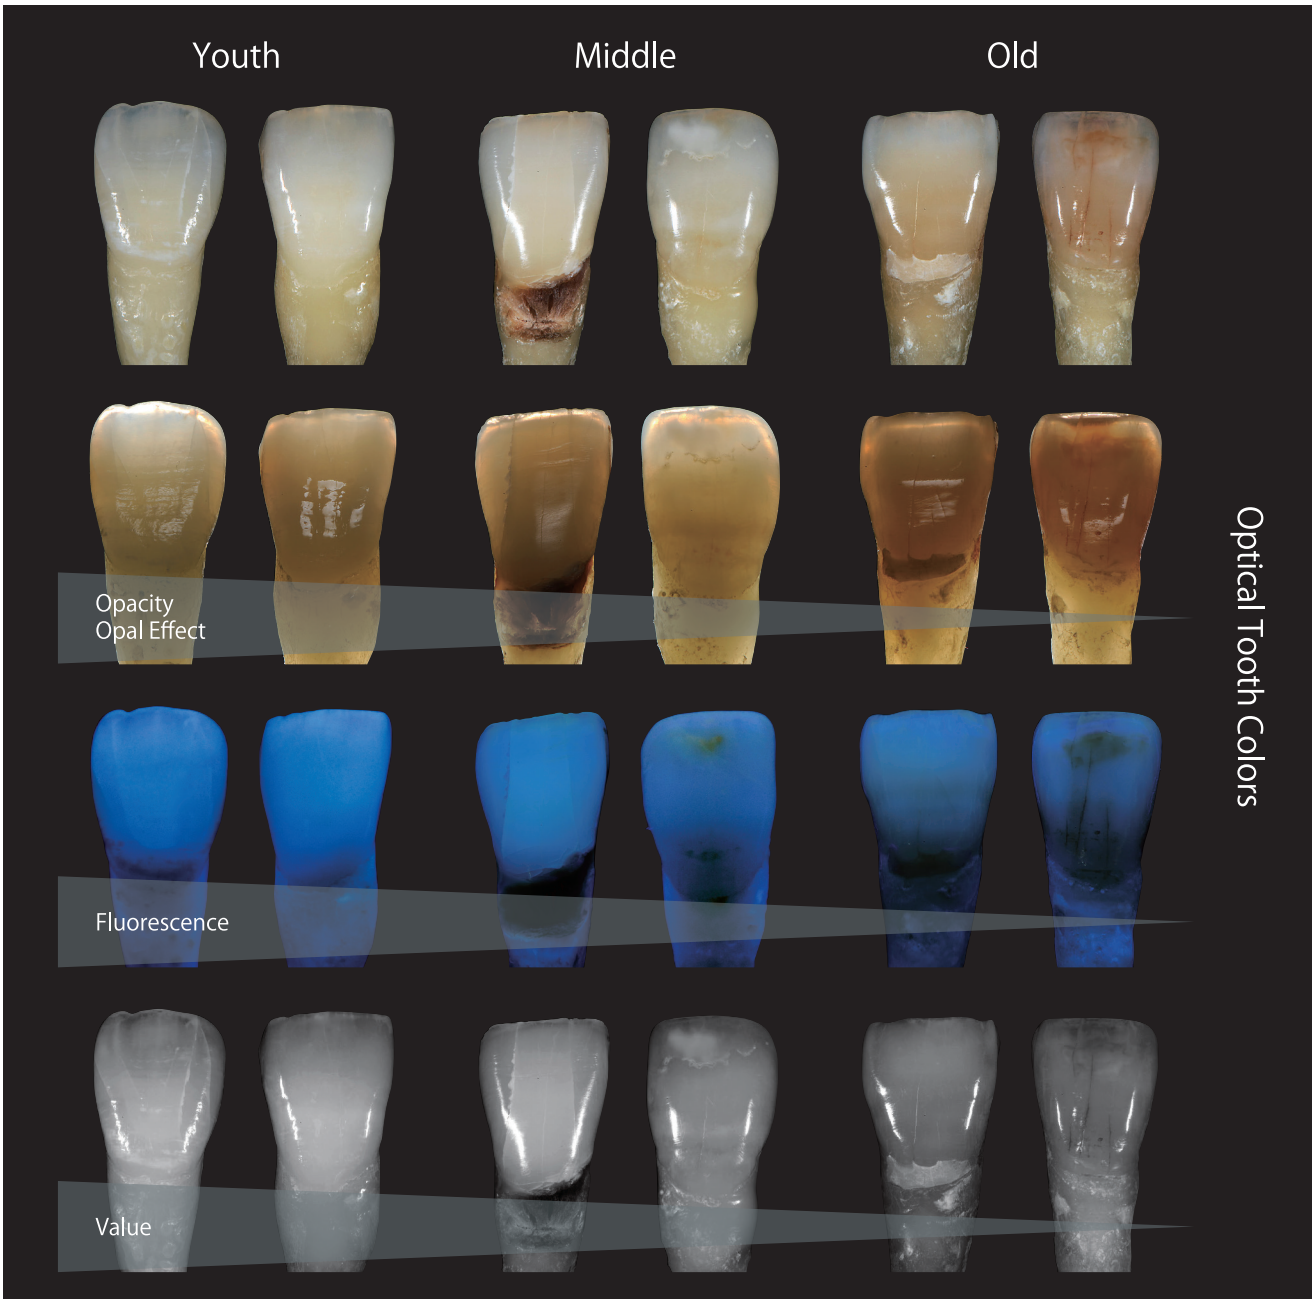 Youth
Middle
Old
Opacity
Opal Effect
Optical Tooth Colors
Fluorescence
Value